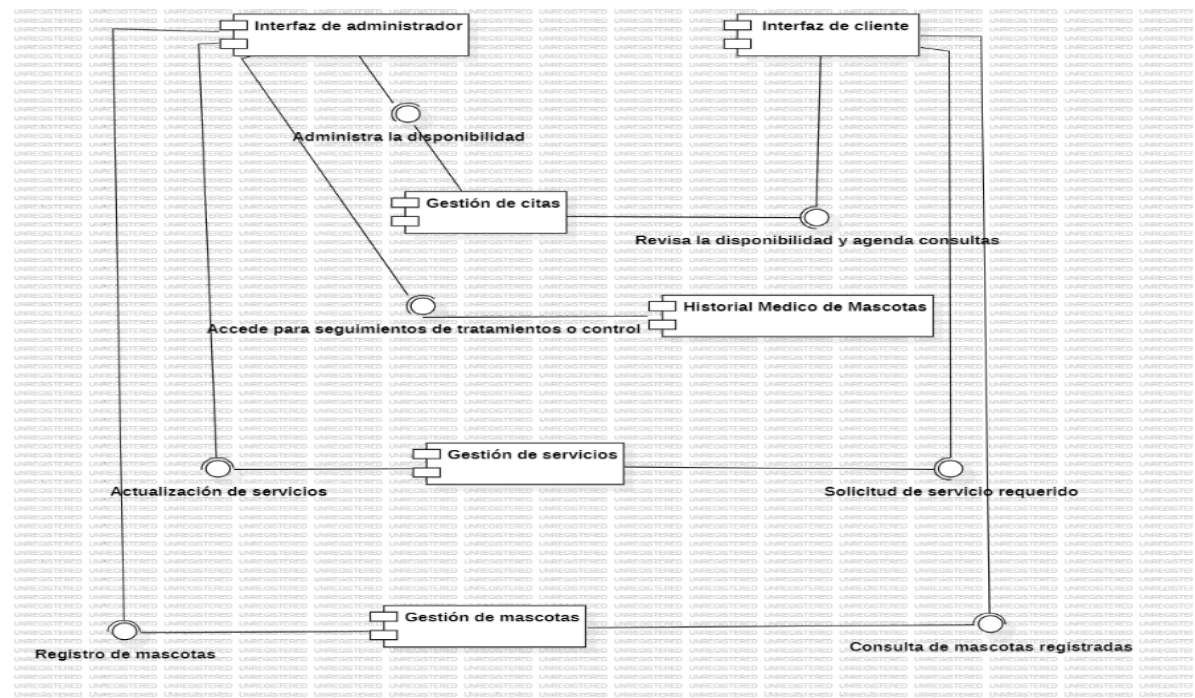 Interfaz de administrador
Interfaz de cliente
Administra la disponibilidad
Gestión de citas
Revisa la disponibilidad y agenda consultas
Historial Medico de Mascotas
Accede para seguimientos de tratamientos o control
Gestión de servicios
Actualización de servicios
Solicitud de servicio requerido
Gestión de mascotas
Registro de mascotas
Consulta de mascotas registradas
UNREGISTERED